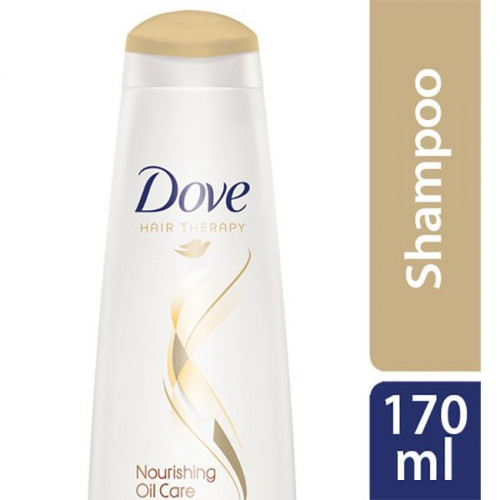 Dove
HAIR THERAPY
Nourishing
Oil Care
Shampoo
170
ml